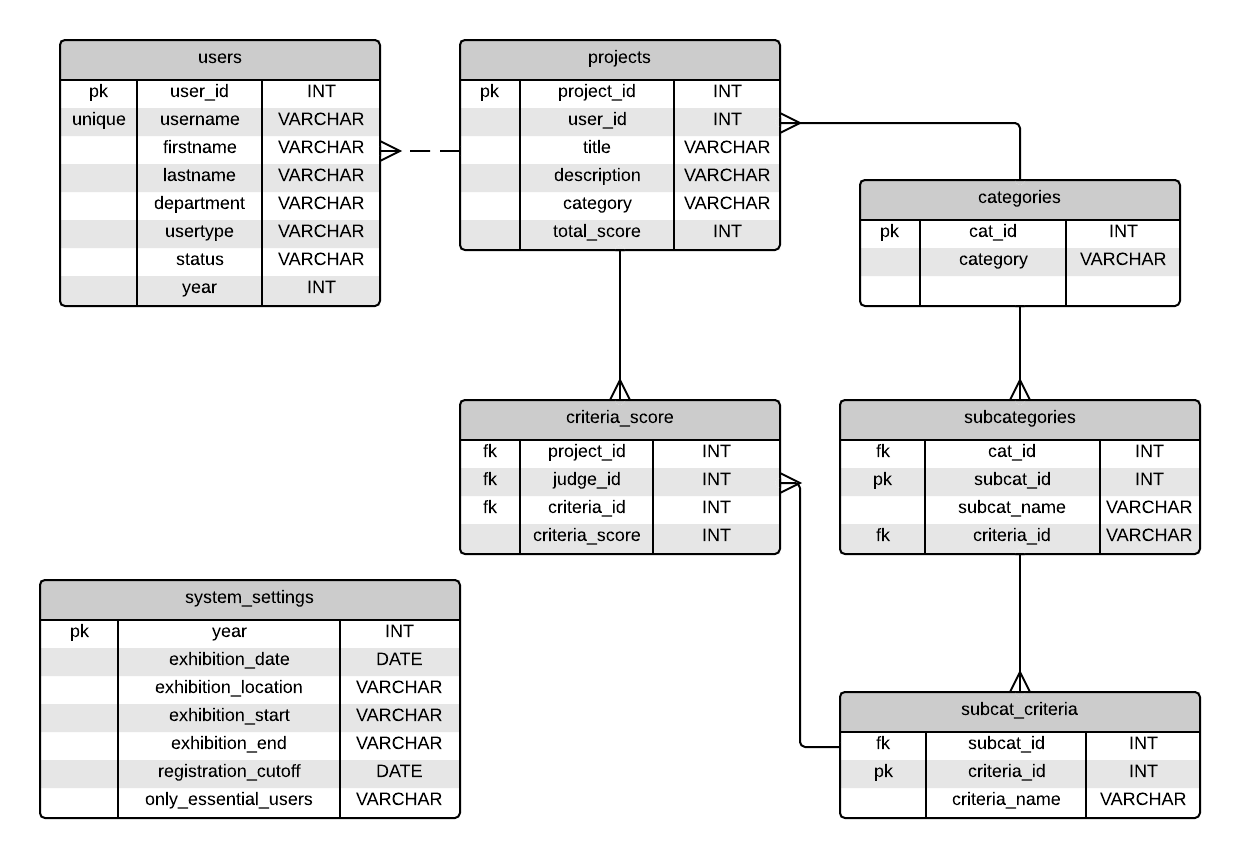 users
pk user_id INT
unique username VARCHAR
firstname VARCHAR
lastname VARCHAR
department VARCHAR
usertype VARCHAR
status VARCHAR
year INT
projects
pk project_id INT
user_id INT
title VARCHAR
description VARCHAR
category VARCHAR
total_score INT
categories
pk cat_id INT
category VARCHAR
criteria_score
fk project_id INT
fk judge_id INT
fk criteria_id INT
criteria_score INT
subcategories
fk cat_id INT
pk subcat_id INT
subcat_name VARCHAR
fk criteria_id VARCHAR
system_settings
pk year INT
exhibition_date DATE
exhibition_location VARCHAR
exhibition_start VARCHAR
exhibition_end VARCHAR
registration_cutoff DATE
only_essential_users VARCHAR
subcat_criteria
fk subcat_id INT
pk criteria_id INT
criteria_name VARCHAR